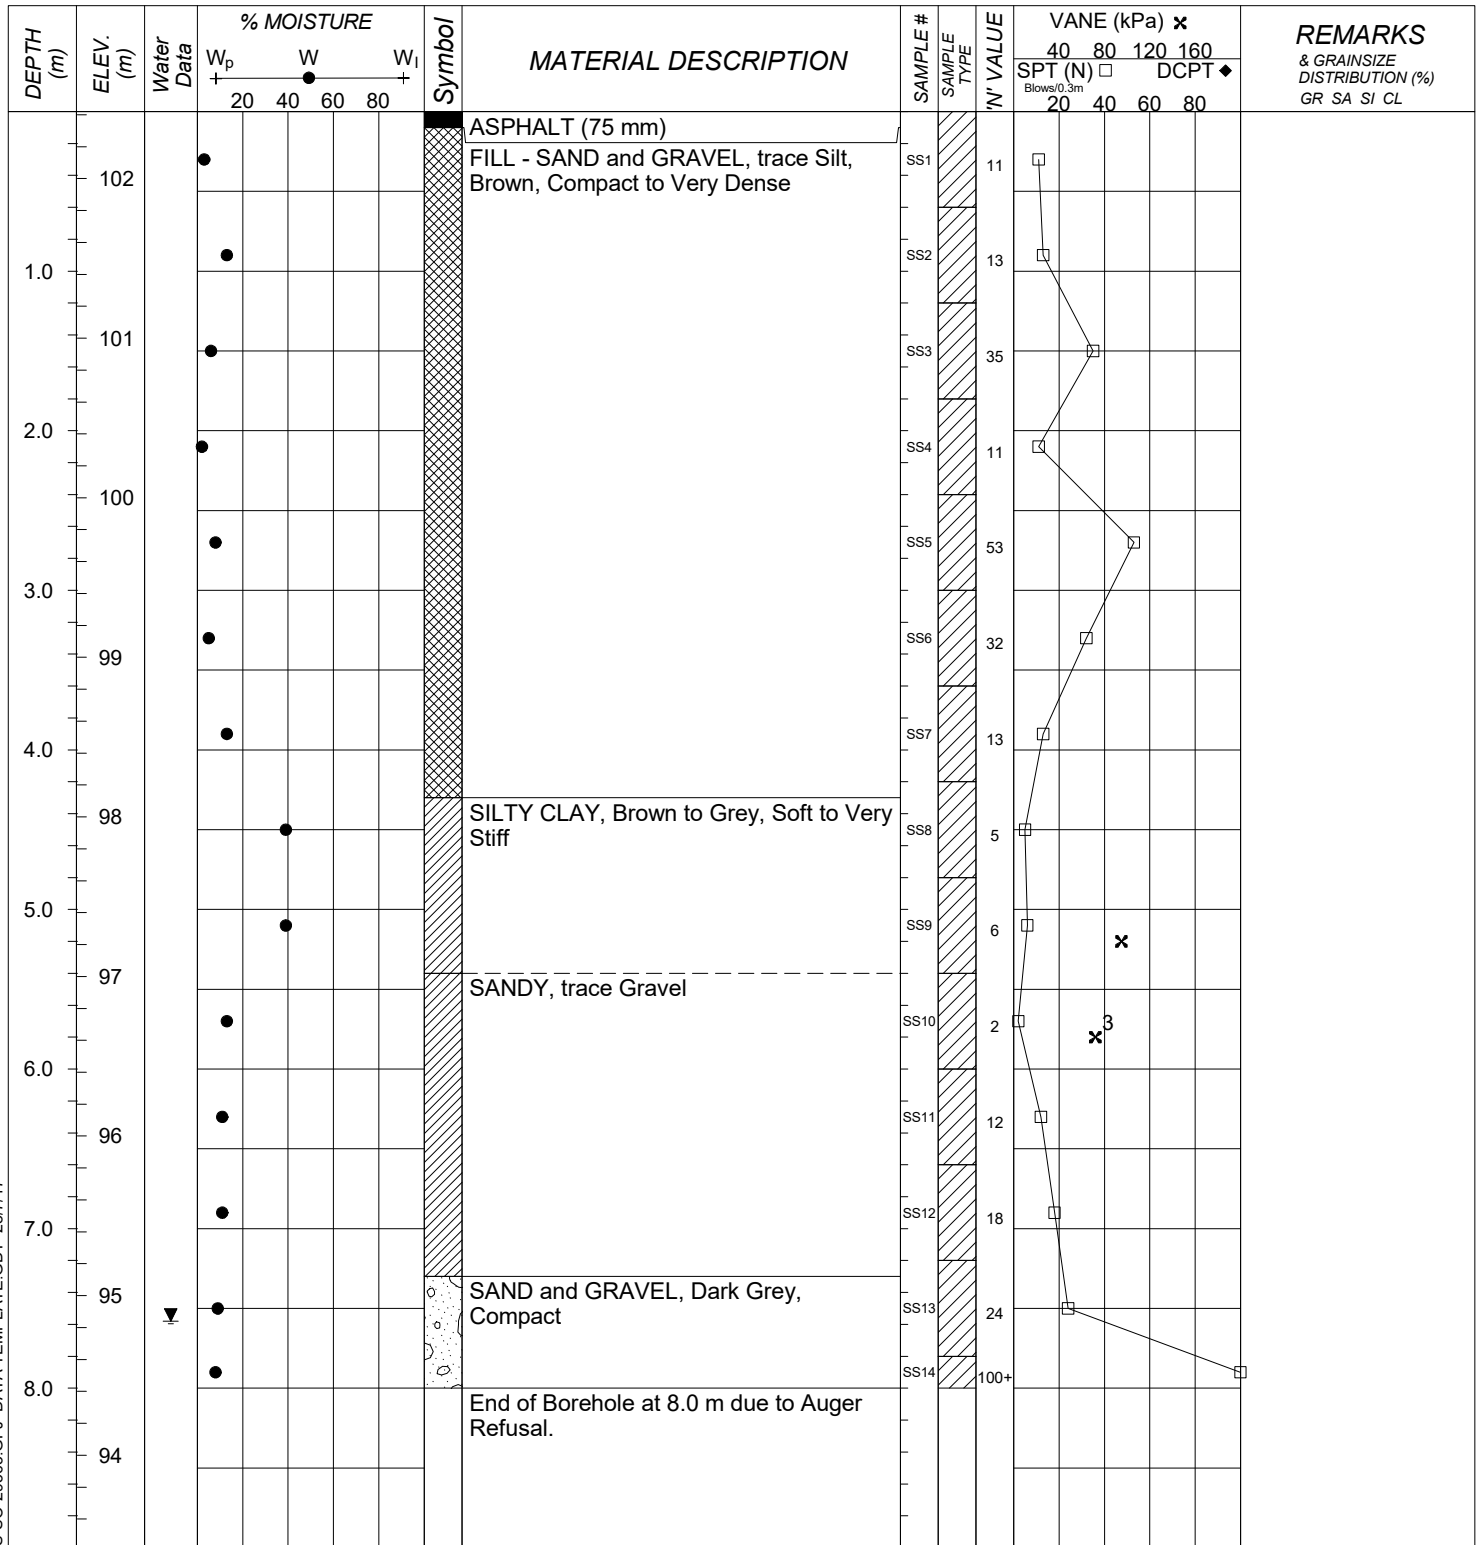 DEPTH (m)
ELEV. (m)
Water Data
% MOISTURE
Wp W Wl
20 40 60 80
Symbol
MATERIAL DESCRIPTION
SAMPLE #
SAMPLE TYPE
'N' VALUE
VANE (kPa)
40 80 120 160
SPT (N) DCPT
Blows/0.3m
20 40 60 80
REMARKS
& GRAINSIZE
DISTRIBUTION (%)
GR SA SI CL
ASPHALT (75 mm)
FILL - SAND and GRAVEL, trace Silt,
Brown, Compact to Very Dense
SS1 11
102
SS2 13
1.0
101
SS3 35
2.0
SS4 11
100
SS5 53
3.0
SS6 32
99
SS7 13
4.0
98
SILTY CLAY, Brown to Grey, Soft to Very
Stiff
SS8 5
5.0
SS9 6
97
SANDY, trace Gravel
SS10 2 3
6.0
SS11 12
96
SS12 18
7.0
95
SAND and GRAVEL, Dark Grey,
Compact
SS13 24
SS14 100+
8.0
End of Borehole at 8.0 m due to Auger
Refusal.
94